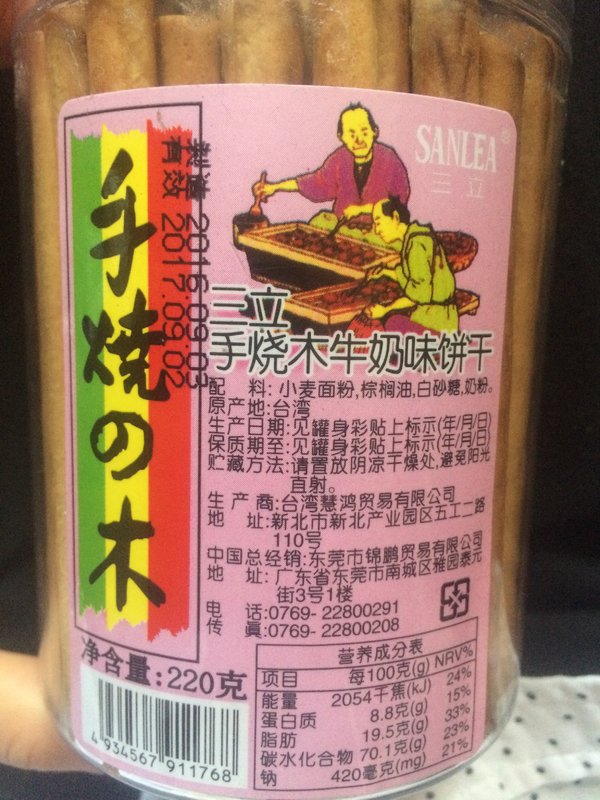 SANLEA
三立
手燒の木
制造 2016.09.03
有效 2017.09.02
三立
手烧木牛奶味饼干
配 料: 小麦面粉,棕榈油,白砂糖,奶粉。
原产地:台湾
生产日期:见罐身彩贴上标示(年/月/日)
保质期至:见罐身彩贴上标示(年/月/日)
贮藏方法:请置放阴凉干燥处,避免阳光
直射。
生 产 商:台湾慧鸿贸易有限公司
地 址:新北市新北产业园区五工二路
110号
中国总经销:东莞市锦鹏贸易有限公司
地 址:广东省东莞市南城区雅园泰元
街3号1楼
电 话:0769-22800291
传 真:0769-22800208
净含量:220克
4 934567 911768
营养成分表
项目 每100克(g) NRV%
能量 2054千焦(kJ) 24%
蛋白质 8.8克(g) 15%
脂肪 19.5克(g) 33%
碳水化合物 70.1克(g) 23%
钠 420毫克(mg) 21%